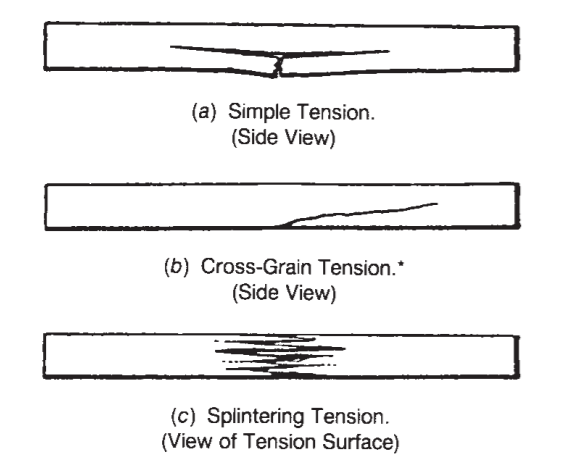 (a) Simple Tension.
(Side View)
(b) Cross-Grain Tension.*
(Side View)
(c) Splintering Tension.
(View of Tension Surface)